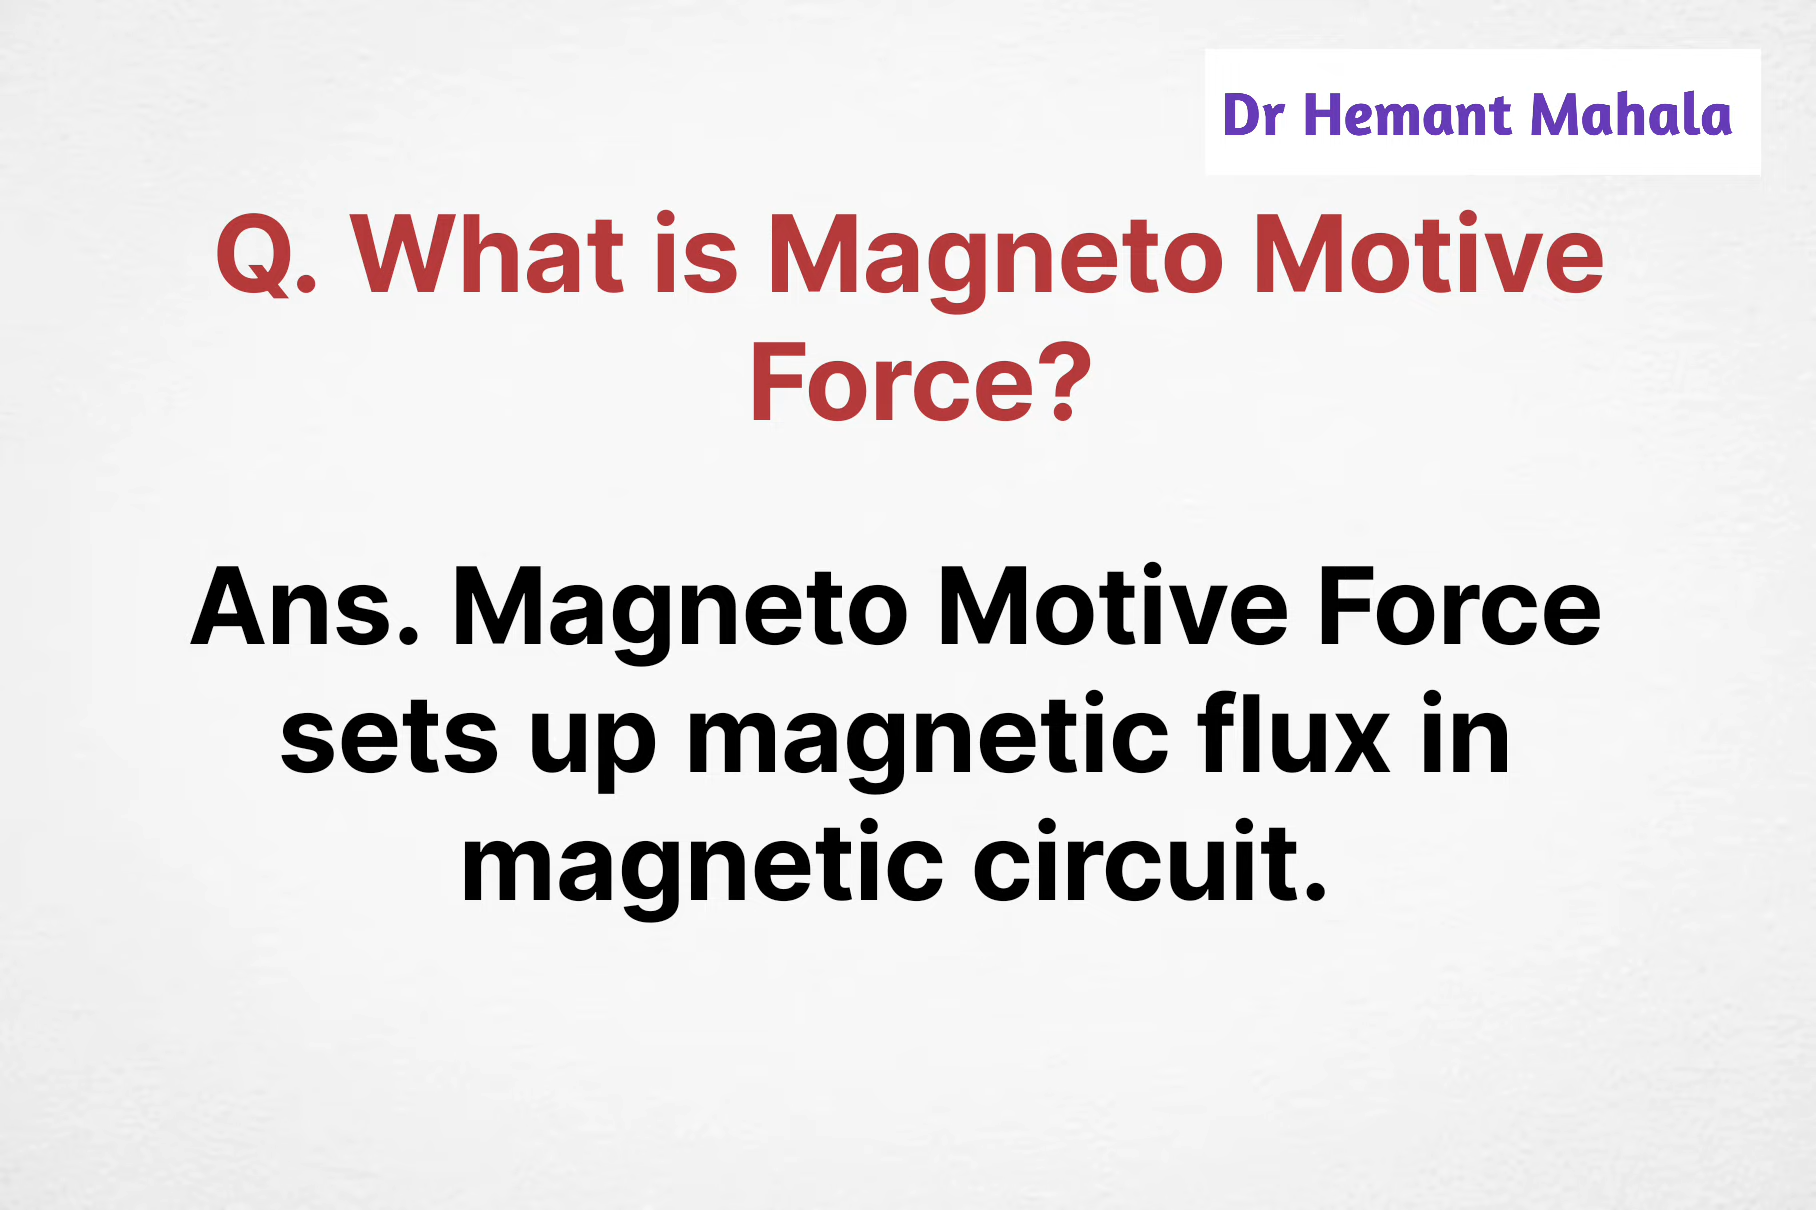 Dr Hemant Mahala
Q. What is Magneto Motive
Force?
Ans. Magneto Motive Force
sets up magnetic flux in
magnetic circuit.